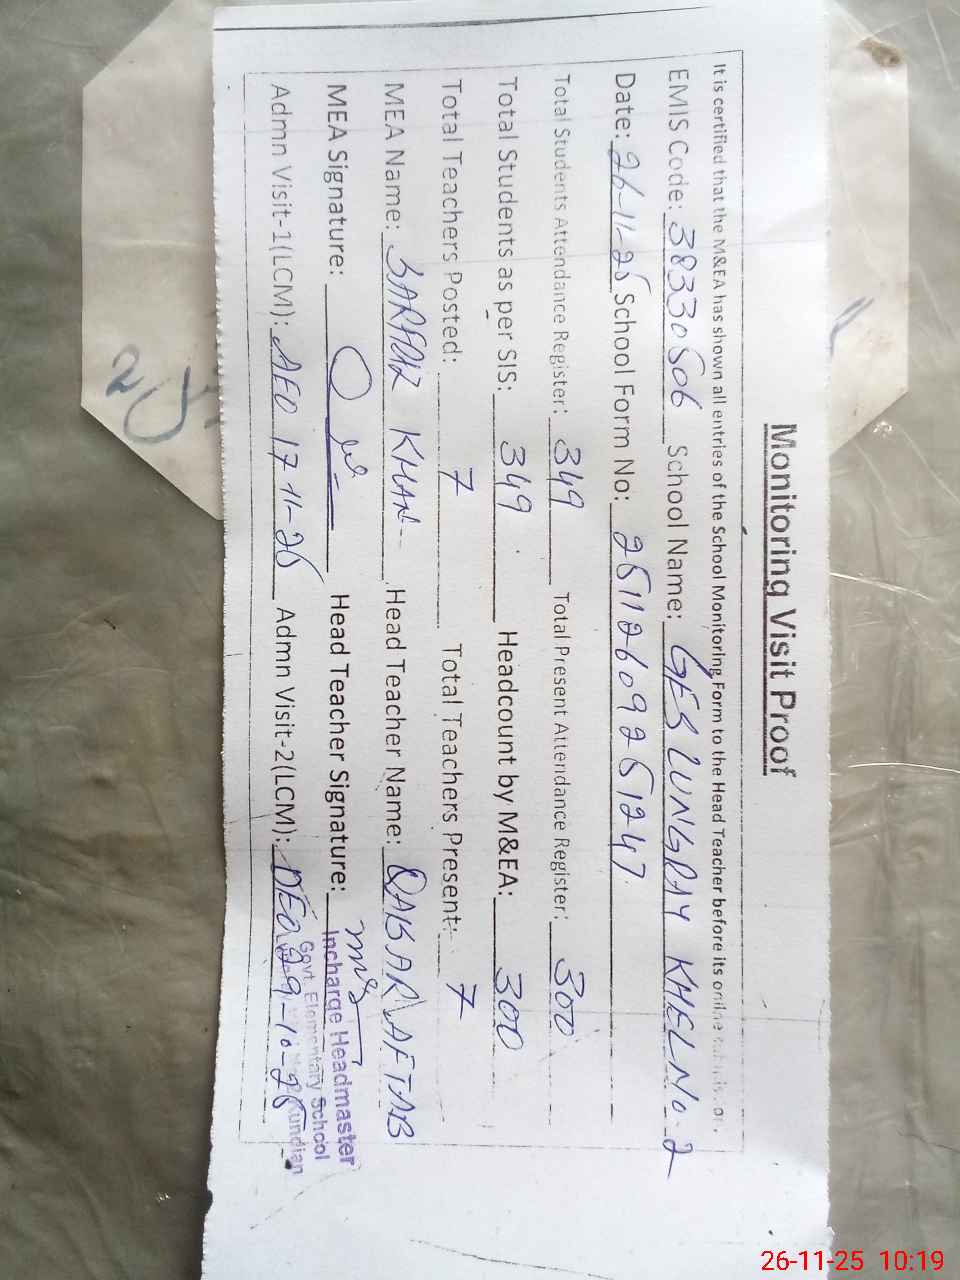 Monitoring Visit Proof
It is certified that the M&EA has shown all entries of the School Monitoring Form to the Head Teacher before its online
EMIS Code: 38330506 School Name: GES LUNGRAY KHEL NO. 2
Date: 26-11-25 School Form No: 25112609251247
Total Students Attendance Register: 349 Total Present Attendance Register: 300
Total Students as per SIS: 349 Headcount by M&EA: 300
Total Teachers Posted: 7 Total Teachers Present: 7
MEA Name: SARFRAZ KHAN Head Teacher Name: QAISAR AFTAB
MEA Signature: Head Teacher Signature:
Incharge Headmaster
Govt. Elementary School
Kundian
Admn Visit-1(LCM): AEO 17-11-25 Admn Visit-2(LCM): DEO 29-10-25
26-11-25 10:19